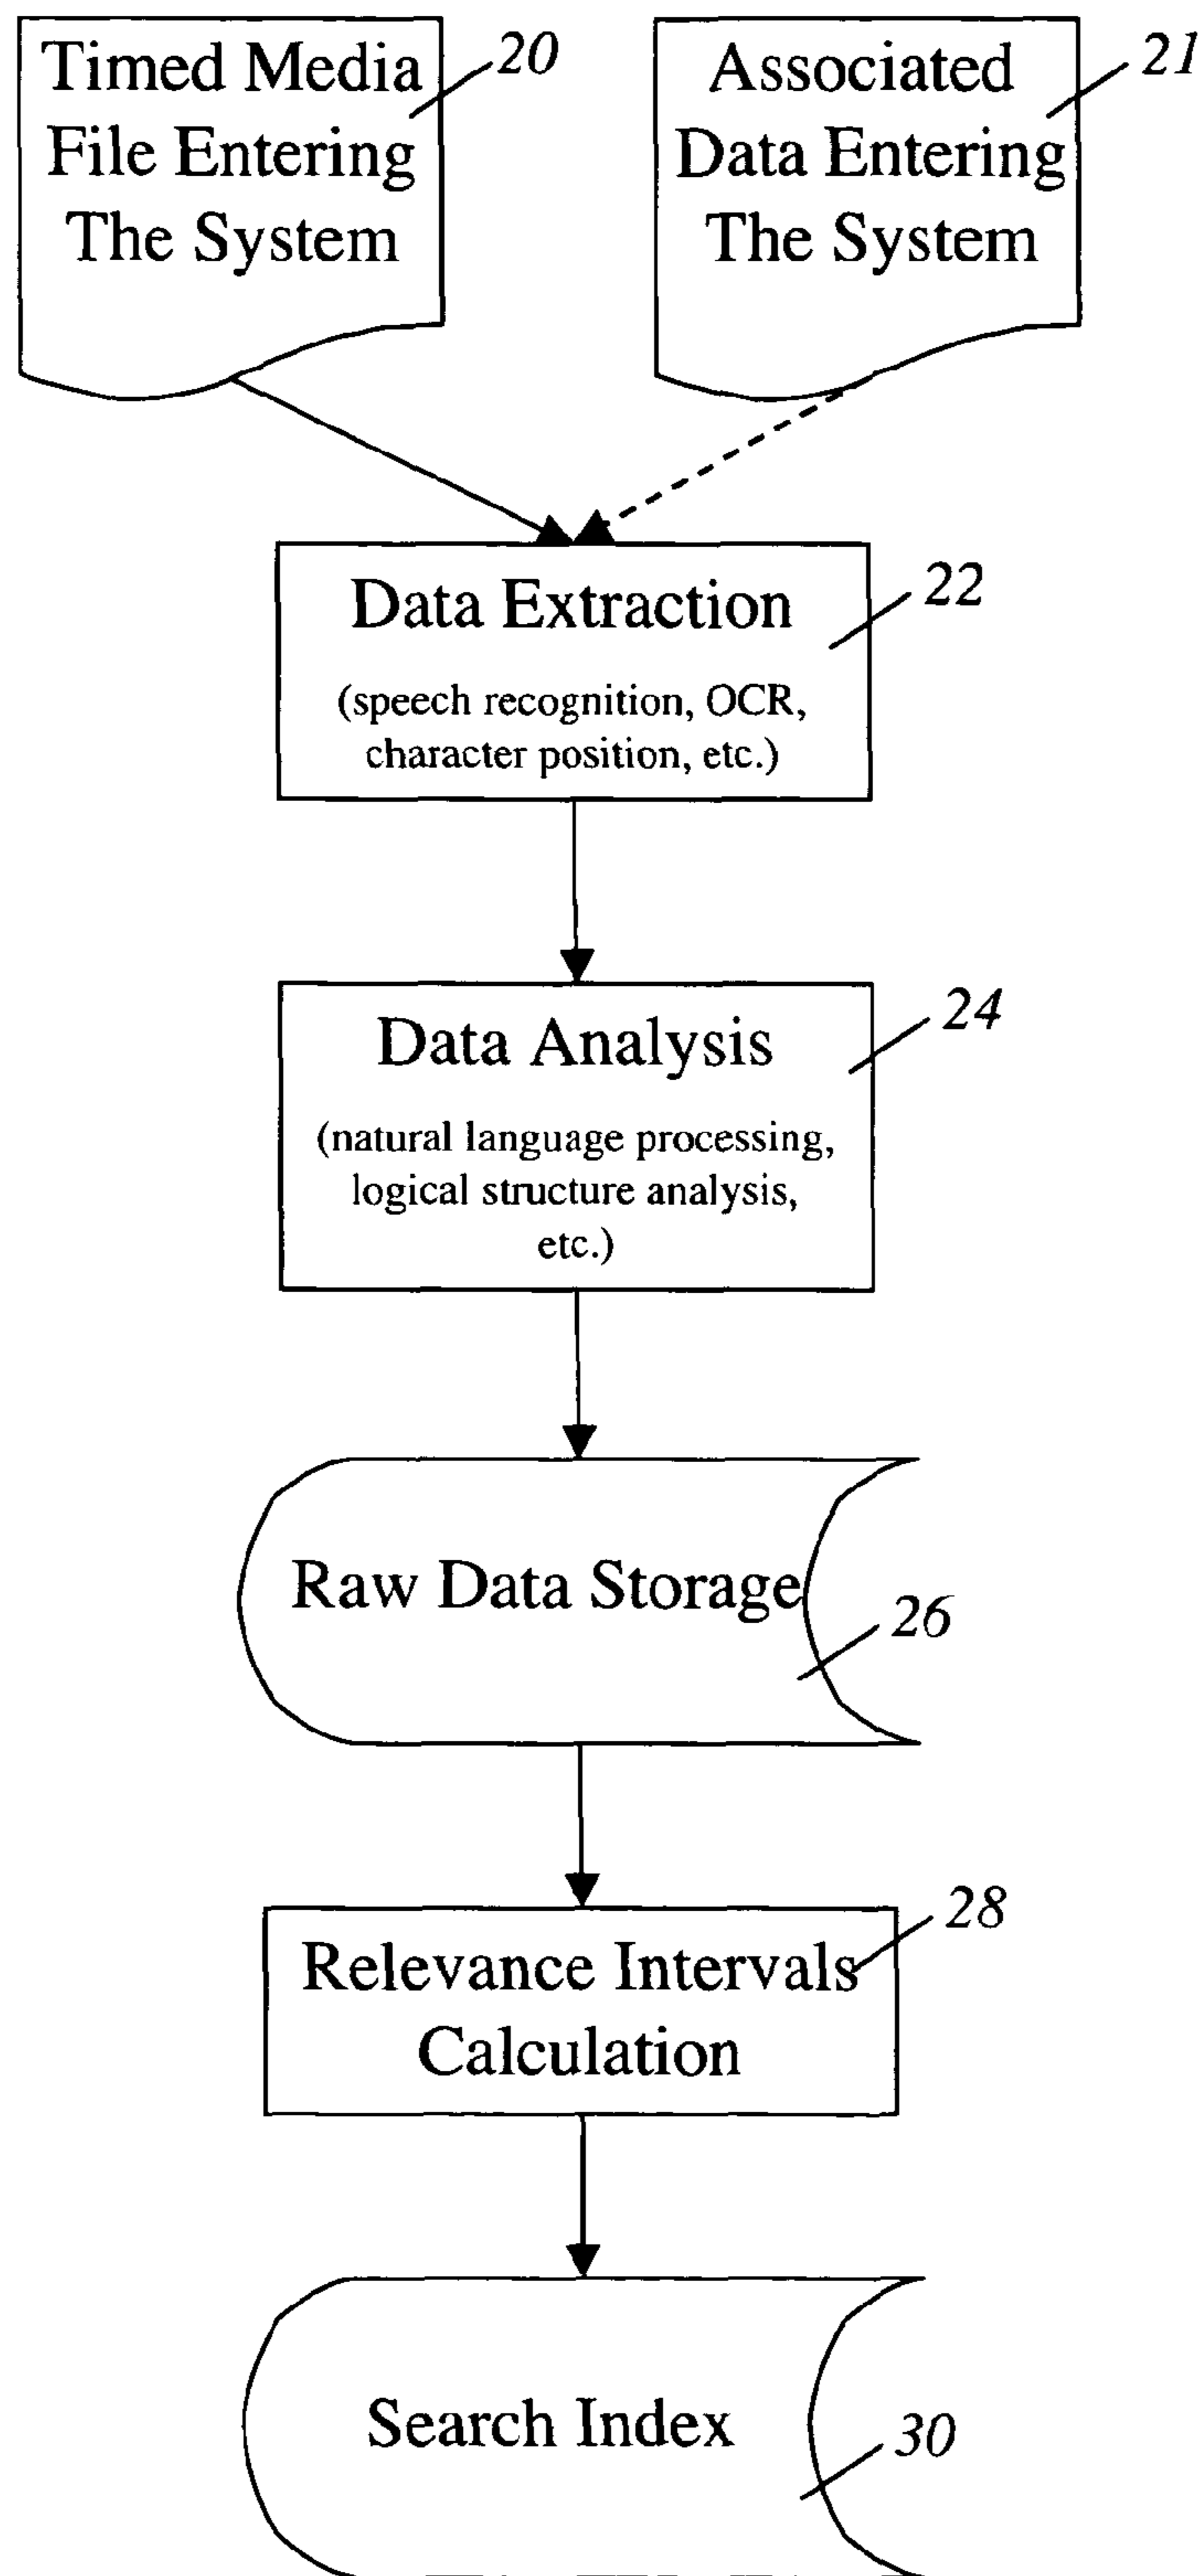 Timed Media
File Entering
The System
20
Associated
Data Entering
The System
21
Data Extraction
(speech recognition, OCR,
character position, etc.)
22
Data Analysis
(natural language processing,
logical structure analysis,
etc.)
24
Raw Data Storage
26
Relevance Intervals
Calculation
28
Search Index
30